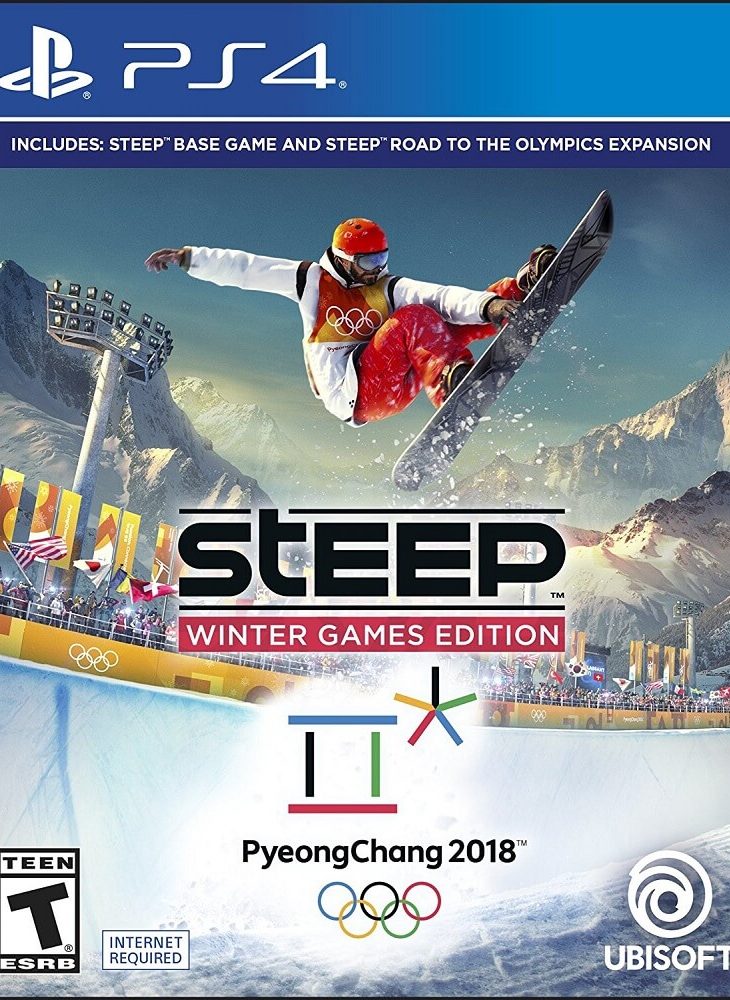 PS4®
INCLUDES: STEEP™ BASE GAME AND STEEP™ ROAD TO THE OLYMPICS EXPANSION
STEEP™
WINTER GAMES EDITION
PyeongChang 2018™
TEEN
T®
ESRB
INTERNET
REQUIRED
UBISOFT